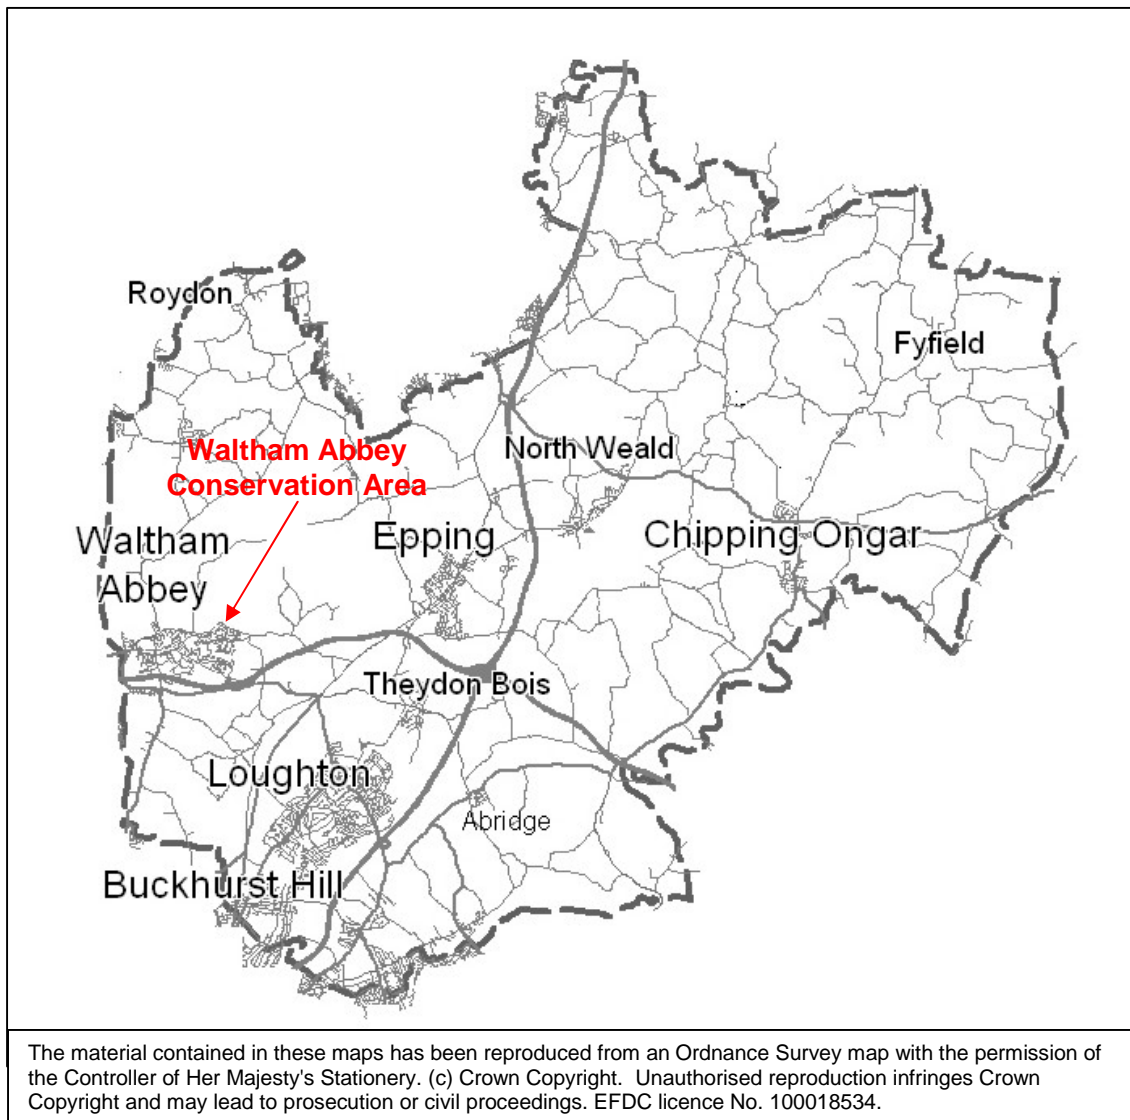 Roydon
Fyfield
Waltham Abbey
Conservation Area
North Weald
Waltham
Abbey
Epping
Chipping Ongar
Theydon Bois
Loughton
Abridge
Buckhurst Hill
The material contained in these maps has been reproduced from an Ordnance Survey map with the permission of
the Controller of Her Majesty's Stationery. (c) Crown Copyright.  Unauthorised reproduction infringes Crown
Copyright and may lead to prosecution or civil proceedings. EFDC licence No. 100018534.